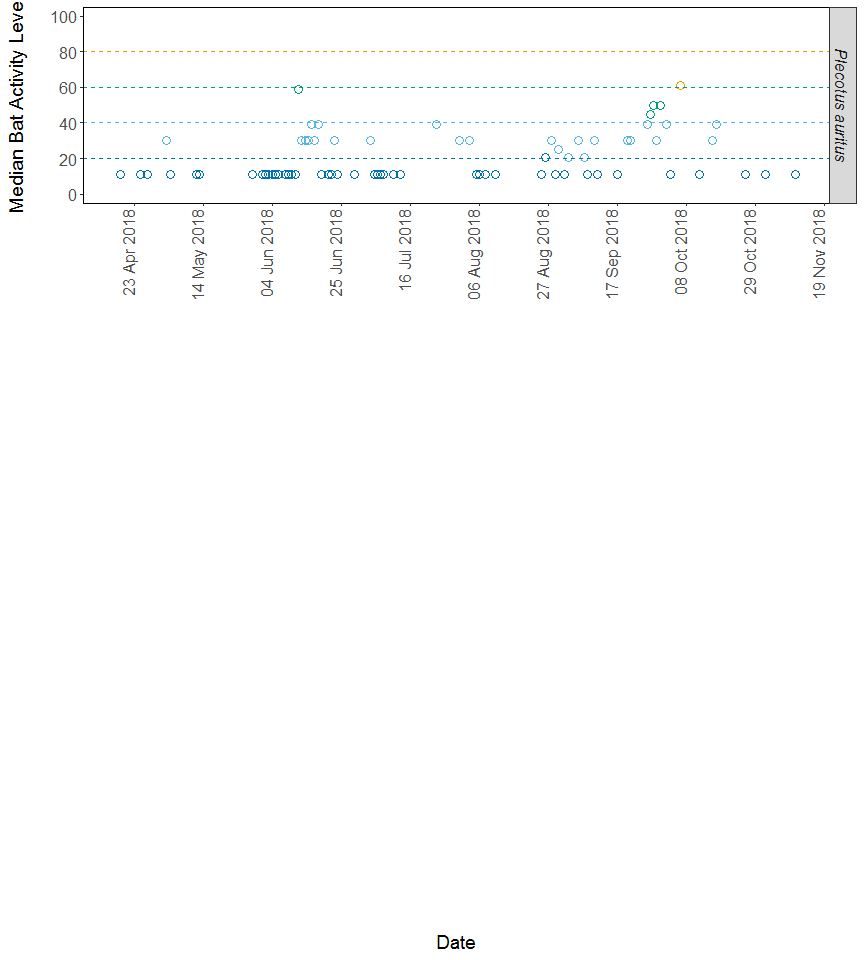 Median Bat Activity Leve
100
80
60
40
20
0
Plecotus auritus
23 Apr 2018
14 May 2018
04 Jun 2018
25 Jun 2018
16 Jul 2018
06 Aug 2018
27 Aug 2018
17 Sep 2018
08 Oct 2018
29 Oct 2018
19 Nov 2018
Date